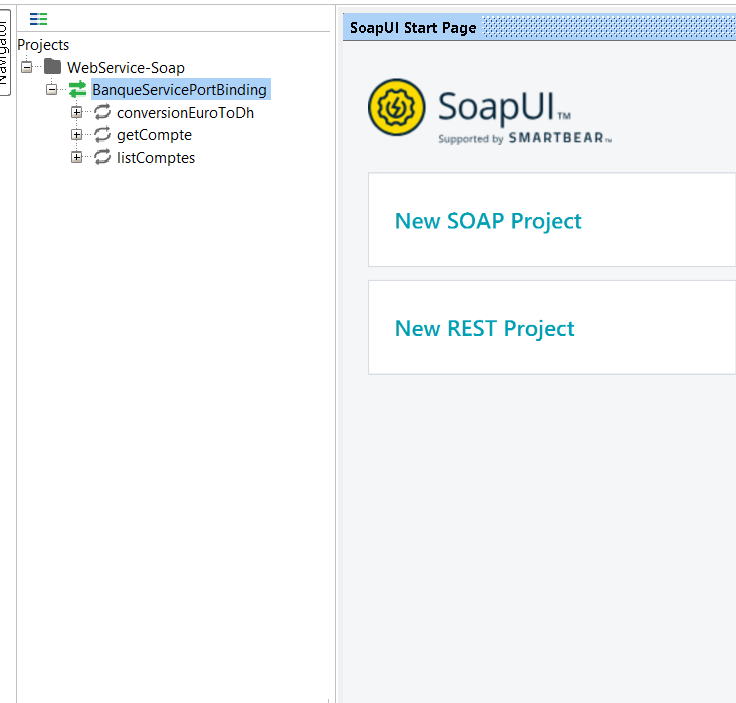 Navigator
Projects
WebService-Soap
BanqueServicePortBinding
conversionEuroToDh
getCompte
listComptes
SoapUI Start Page
SoapUI™
Supported by SMARTBEAR™
New SOAP Project
New REST Project